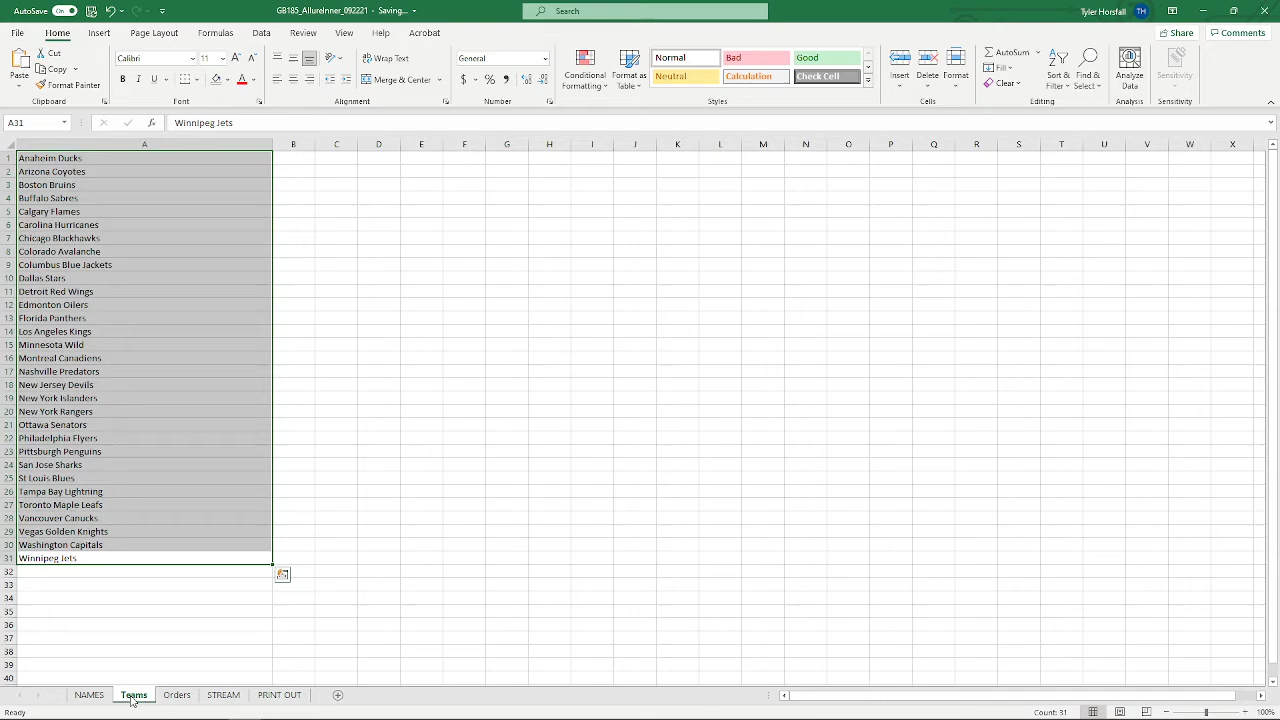 AutoSave On GB185_Allureinner_092221 - Saving... Search Tyler Horsfall TH
File Home Insert Page Layout Formulas Data Review View Help Acrobat Share Comments
Paste Cut Copy Format Painter
Calibri 11 A A B I U A
Wrap Text Merge & Center
General $ % 9
Conditional Formatting Format as Table
Normal Bad Good
Neutral Calculation Check Cell
Insert Delete Format
AutoSum Fill Clear Sort & Filter Find & Select
Analyze Data Sensitivity
Clipboard Font Alignment Number Styles Cells Editing Analysis Sensitivity
A31 fx Winnipeg Jets
A B C D E F G H I J K L M N O P Q R S T U V W X
1 Anaheim Ducks
2 Arizona Coyotes
3 Boston Bruins
4 Buffalo Sabres
5 Calgary Flames
6 Carolina Hurricanes
7 Chicago Blackhawks
8 Colorado Avalanche
9 Columbus Blue Jackets
10 Dallas Stars
11 Detroit Red Wings
12 Edmonton Oilers
13 Florida Panthers
14 Los Angeles Kings
15 Minnesota Wild
16 Montreal Canadiens
17 Nashville Predators
18 New Jersey Devils
19 New York Islanders
20 New York Rangers
21 Ottawa Senators
22 Philadelphia Flyers
23 Pittsburgh Penguins
24 San Jose Sharks
25 St Louis Blues
26 Tampa Bay Lightning
27 Toronto Maple Leafs
28 Vancouver Canucks
29 Vegas Golden Knights
30 Washington Capitals
31 Winnipeg Jets
32
33
34
35
36
37
38
39
40
NAMES Teams Orders STREAM PRINT OUT
Ready Count: 31 100%